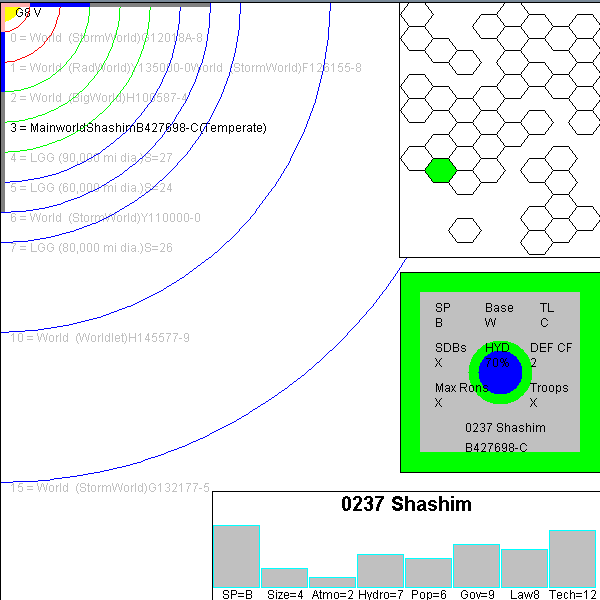 G8 V
0 = World (StormWorld)G12018A-8
1 = World (RadWorld)Y135000-0World (StormWorld)F126155-8
2 = World (BigWorld)H100587-4
3 = MainworldShashimB427698-C(Temperate)
4 = LGG (90,000 mi dia.)S=27
5 = LGG (60,000 mi dia.)S=24
6 = World (StormWorld)Y110000-0
7 = LGG (80,000 mi dia.)S=26
10 = World (Worldlet)H145577-9
15 = World (StormWorld)G132177-5
SP Base TL
B W C
SDBs HYD DEF CF
X 70% 2
Max Rons Troops
X X
0237 Shashim
B427698-C
0237 Shashim
SP=B Size=4 Atmo=2 Hydro=7 Pop=6 Gov=9 Law8 Tech=12